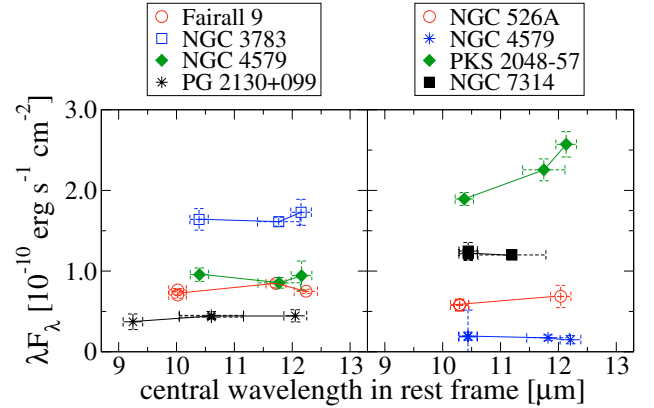 Fairall 9
NGC 3783
NGC 4579
PG 2130+099
NGC 526A
NGC 4579
PKS 2048-57
NGC 7314
λF_λ [10^-10 erg s^-1 cm^-2]
3.0
2.0
1.0
0
9 10 11 12 13
9 10 11 12 13
central wavelength in rest frame [μm]